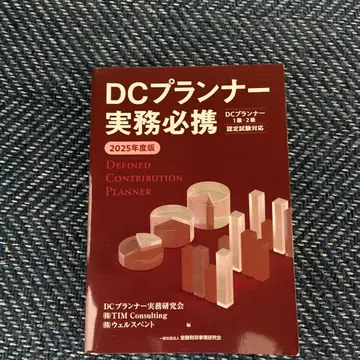 DCプランナー
実務必携
DCプランナー
1級・2級
認定試験対応
2025年度版
DEFINED
CONTRIBUTION
PLANNER
DCプランナー実務研究会
㈱TIM Consulting
㈱ウェルスペント 編
一般社団法人 金融財政事情研究会